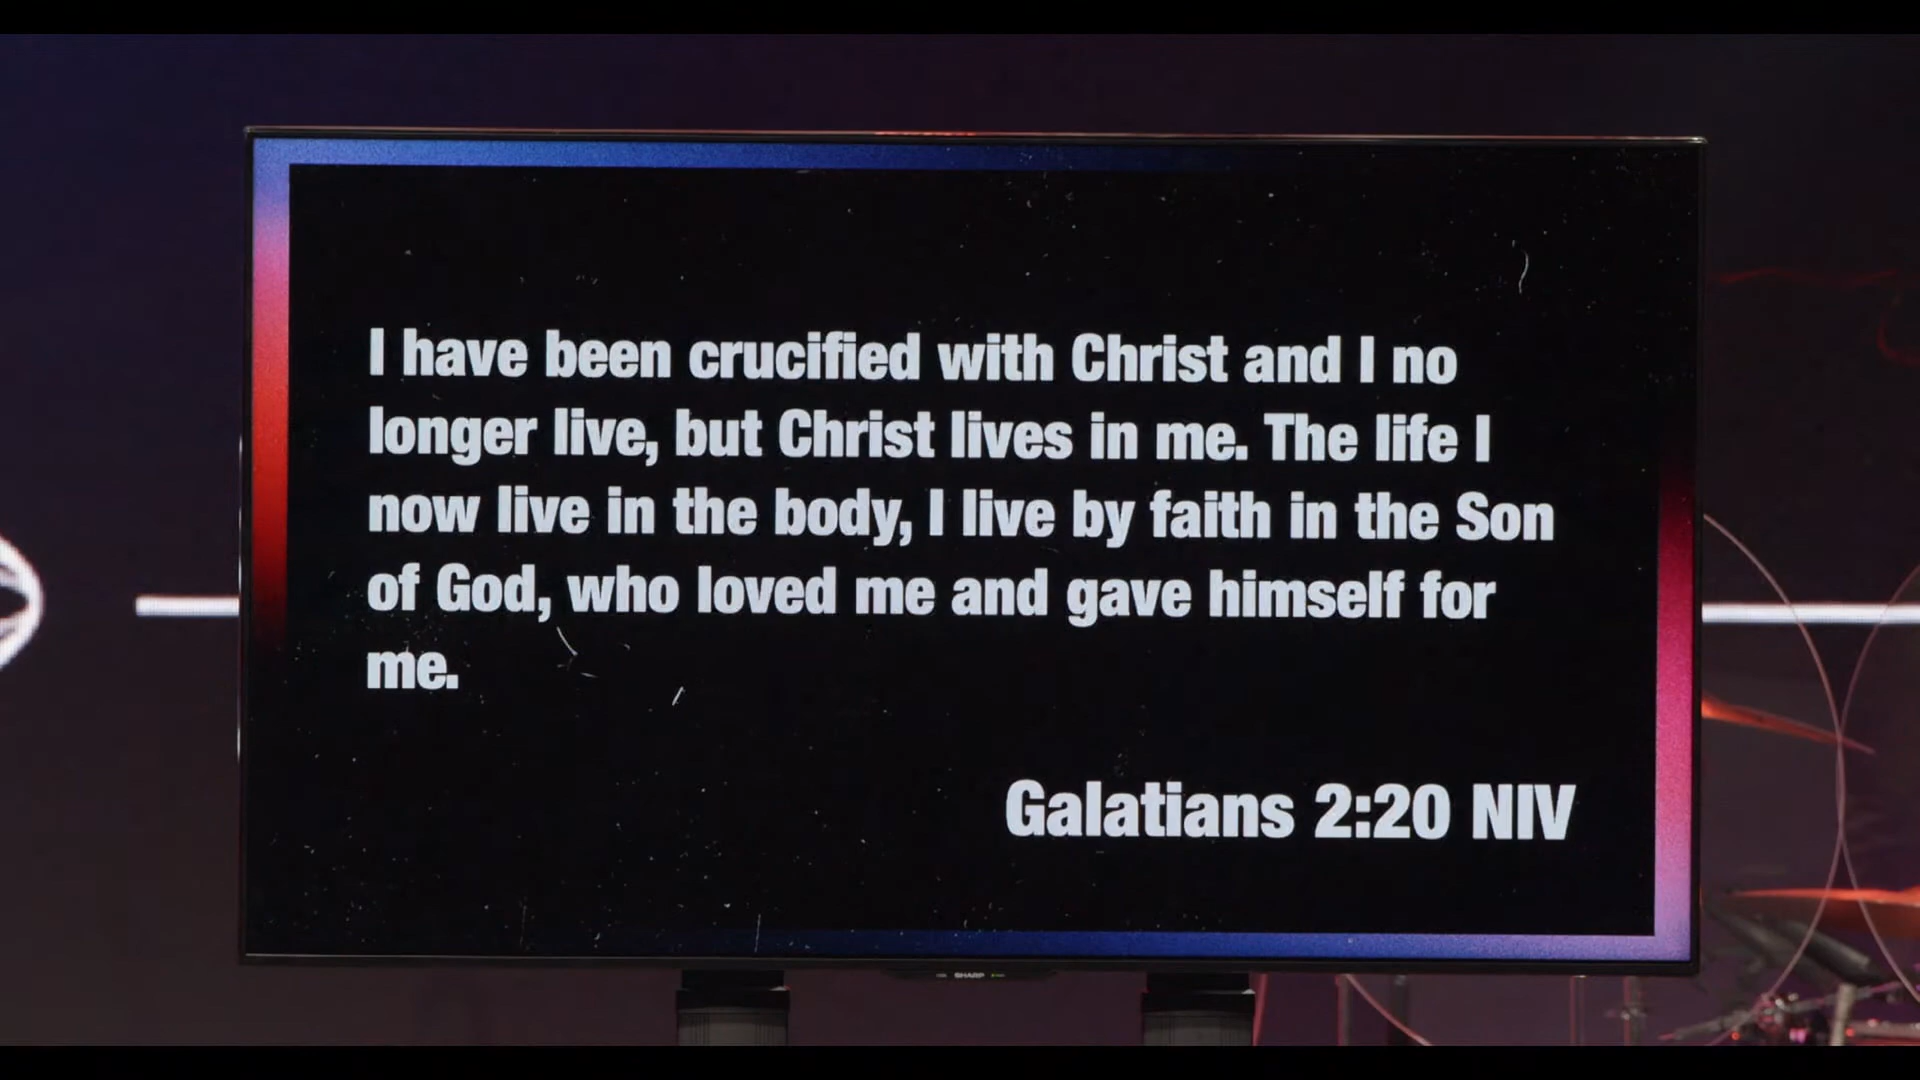 I have been crucified with Christ and I no
longer live, but Christ lives in me. The life I
now live in the body, I live by faith in the Son
of God, who loved me and gave himself for
me.
Galatians 2:20 NIV
SHARP